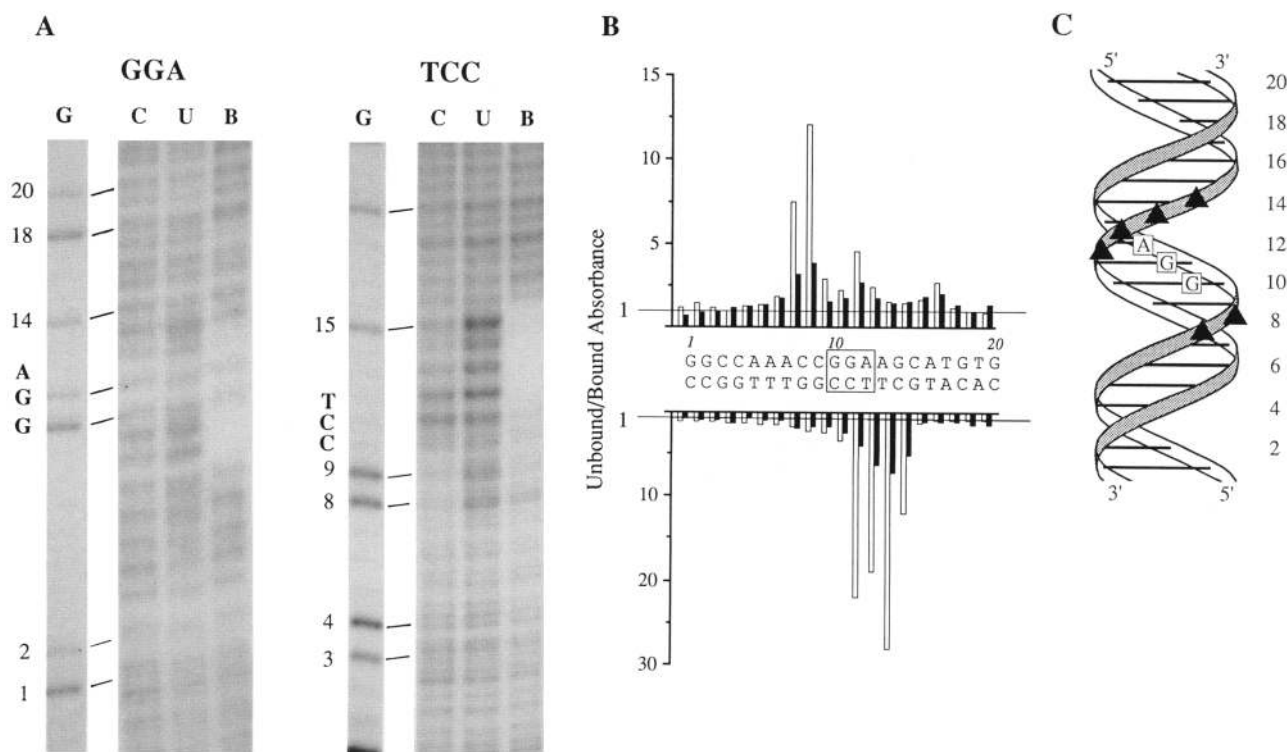 A
GGA
G C U B
20
18
14
A
G
G
2
1
TCC
G C U B
15
T
C
C
9
8
4
3
B
Unbound/Bound Absorbance
15
10
5
1
1 10 20
GGCCAAACCGGAAGCATGTG
CCGGTTTGGCCTTCGTACAC
1
10
20
30
C
5' 3'
20
18
16
14
12
10
8
6
4
2
A
G
G
3' 5'